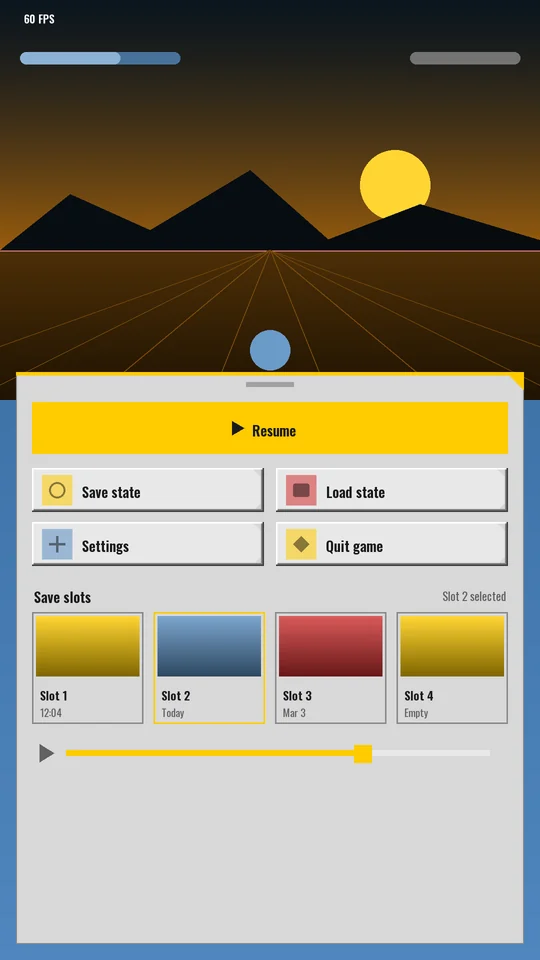 60 FPS
Resume
Save state
Load state
Settings
Quit game
Save slots
Slot 2 selected
Slot 1
12:04
Slot 2
Today
Slot 3
Mar 3
Slot 4
Empty